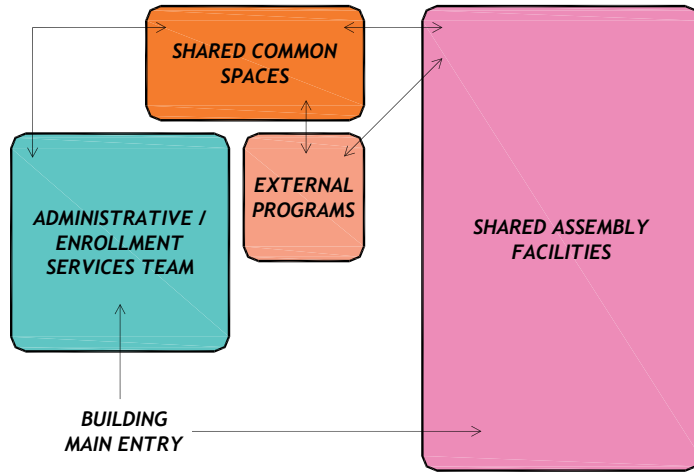 SHARED COMMON
SPACES
EXTERNAL
PROGRAMS
ADMINISTRATIVE /
ENROLLMENT
SERVICES TEAM
SHARED ASSEMBLY
FACILITIES
BUILDING
MAIN ENTRY